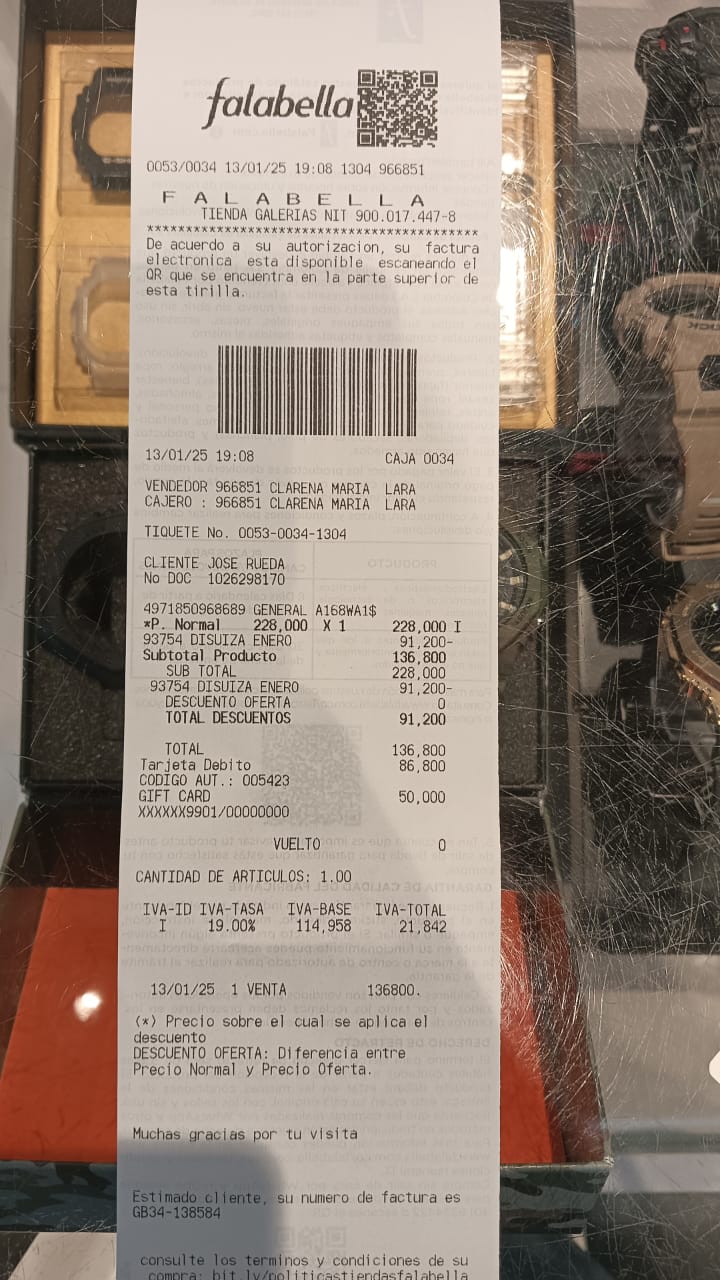 falabella
0053/0034 13/01/25 19:08 1304 966851
F A L A B E L L A
TIENDA GALERIAS NIT 900.017.447-8
******************************************
De acuerdo a su autorizacion, su factura
electronica esta disponible escaneando el
QR que se encuentra en la parte superior de
esta tirilla.
13/01/25 19:08 CAJA 0034
VENDEDOR 966851 CLARENA MARIA LARA
CAJERO : 966851 CLARENA MARIA LARA
TIQUETE No. 0053-0034-1304
CLIENTE JOSE RUEDA
No DOC 1026298170
4971850968689 GENERAL A168WA1$
*P. Normal 228,000 X 1 228,000 I
93754 DISUIZA ENERO 91,200-
Subtotal Producto 136,800
SUB TOTAL 228,000
93754 DISUIZA ENERO 91,200-
DESCUENTO OFERTA 0
TOTAL DESCUENTOS 91,200
TOTAL 136,800
Tarjeta Debito 86,800
CODIGO AUT.: 005423
GIFT CARD 50,000
XXXXXX9901/00000000
VUELTO 0
CANTIDAD DE ARTICULOS: 1.00
IVA-ID IVA-TASA IVA-BASE IVA-TOTAL
I 19.00% 114,958 21,842
13/01/25 1 VENTA 136800.
(*) Precio sobre el cual se aplica el
descuento
DESCUENTO OFERTA: Diferencia entre
Precio Normal y Precio Oferta.
Muchas gracias por tu visita
Estimado cliente, su numero de factura es
GB34-138584
consulte los terminos y condiciones de su
compra: bit.ly/politicastiendasfalabella